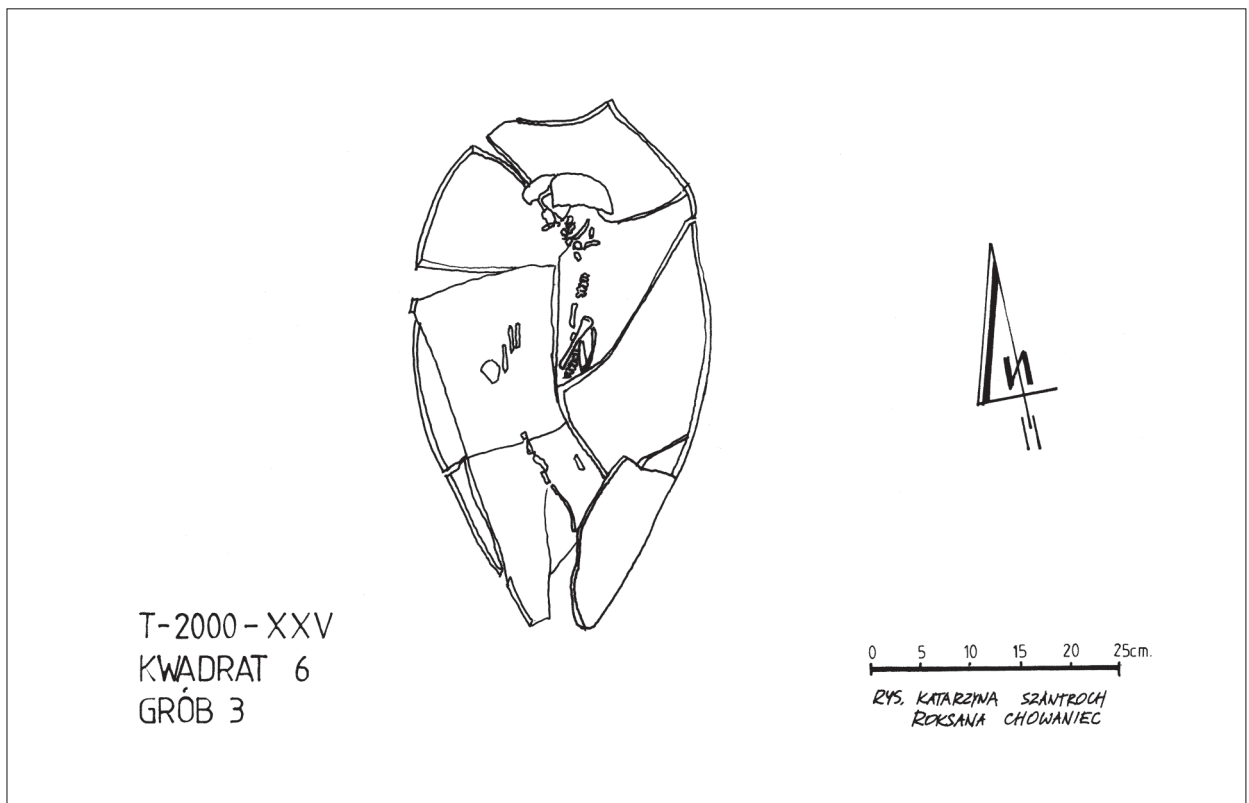 N
T-2000-XXV
KWADRAT 6
GRÓB 3
0 5 10 15 20 25cm.
RYS. KATARZYNA SZANTROCH
ROKSANA CHOWANIEC